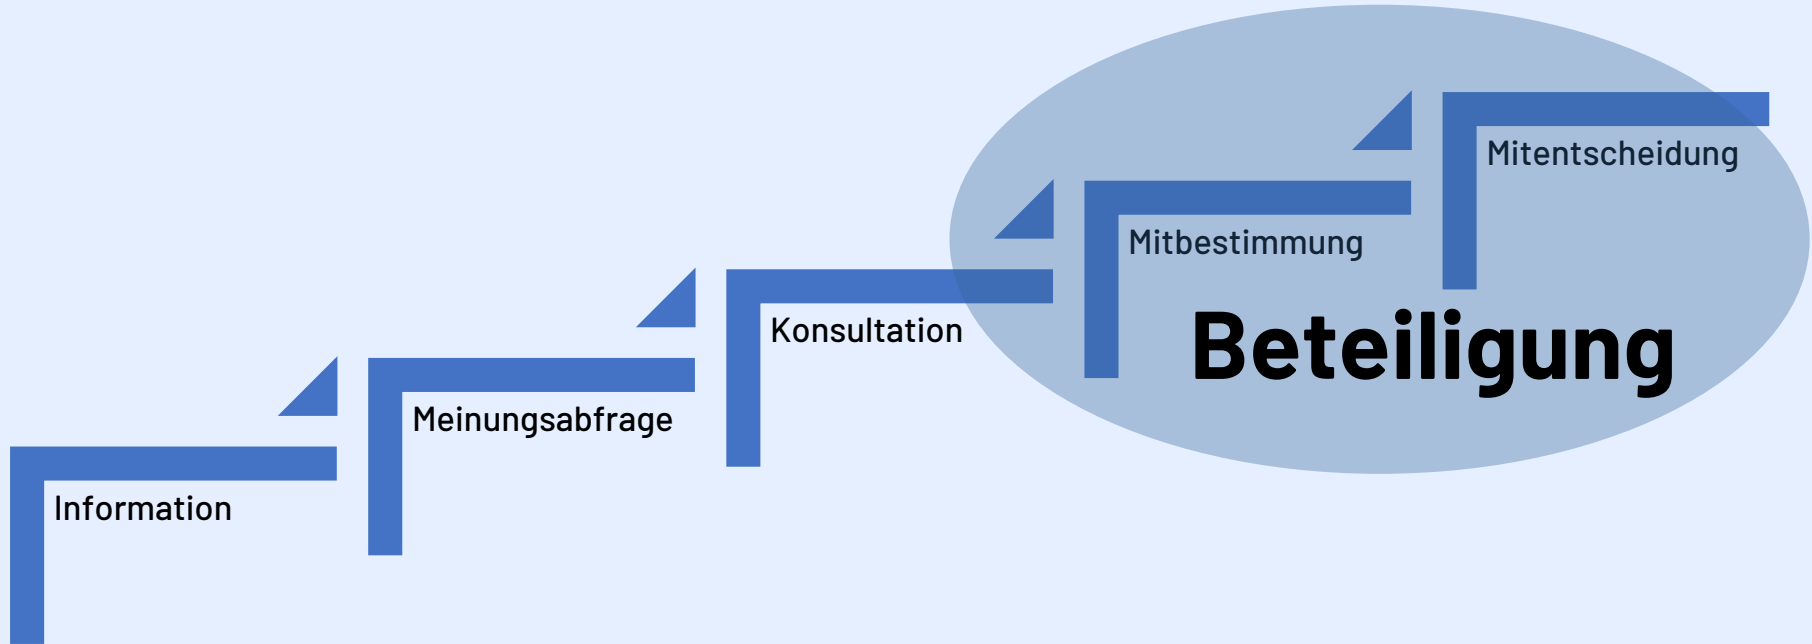 Information
Meinungsabfrage
Konsultation
Mitbestimmung
Mitentscheidung
Beteiligung